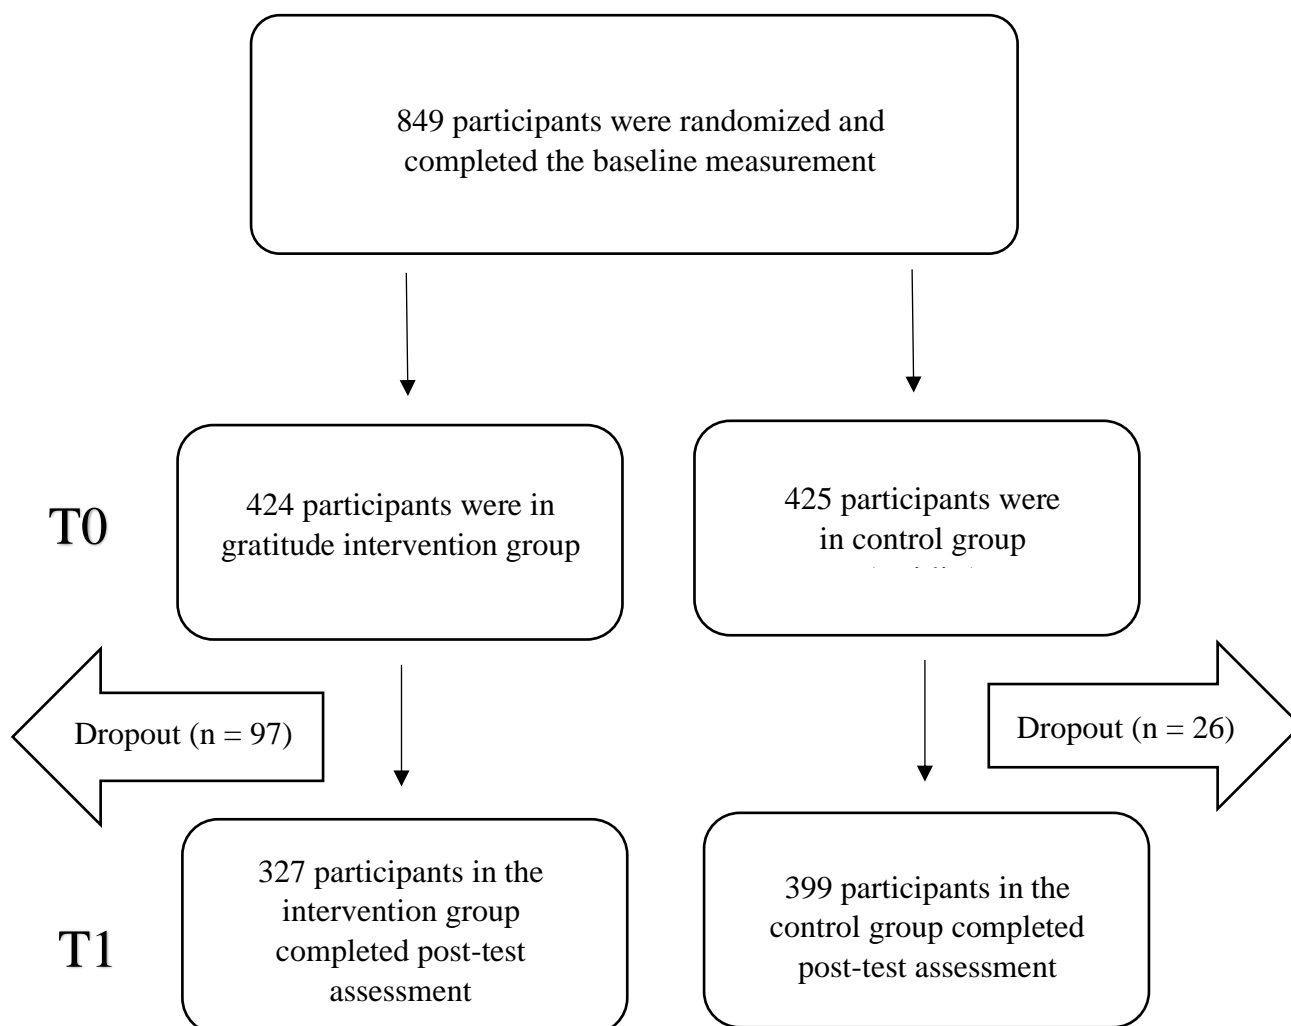 849 participants were randomized and
completed the baseline measurement
T0
424 participants were in
gratitude intervention group
425 participants were
in control group
Dropout (n = 97)
Dropout (n = 26)
T1
327 participants in the
intervention group
completed post-test
assessment
399 participants in the
control group completed
post-test assessment